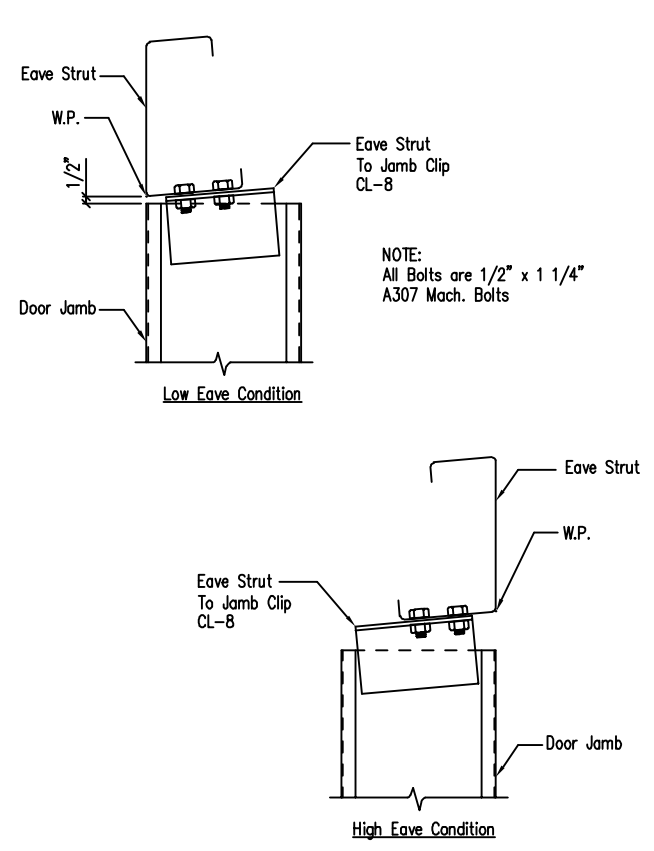 Eave Strut
W.P.
1/2"
Eave Strut
To Jamb Clip
CL-8
NOTE:
All Bolts are 1/2" x 1 1/4"
A307 Mach. Bolts
Door Jamb
Low Eave Condition
Eave Strut
W.P.
Eave Strut
To Jamb Clip
CL-8
Door Jamb
High Eave Condition